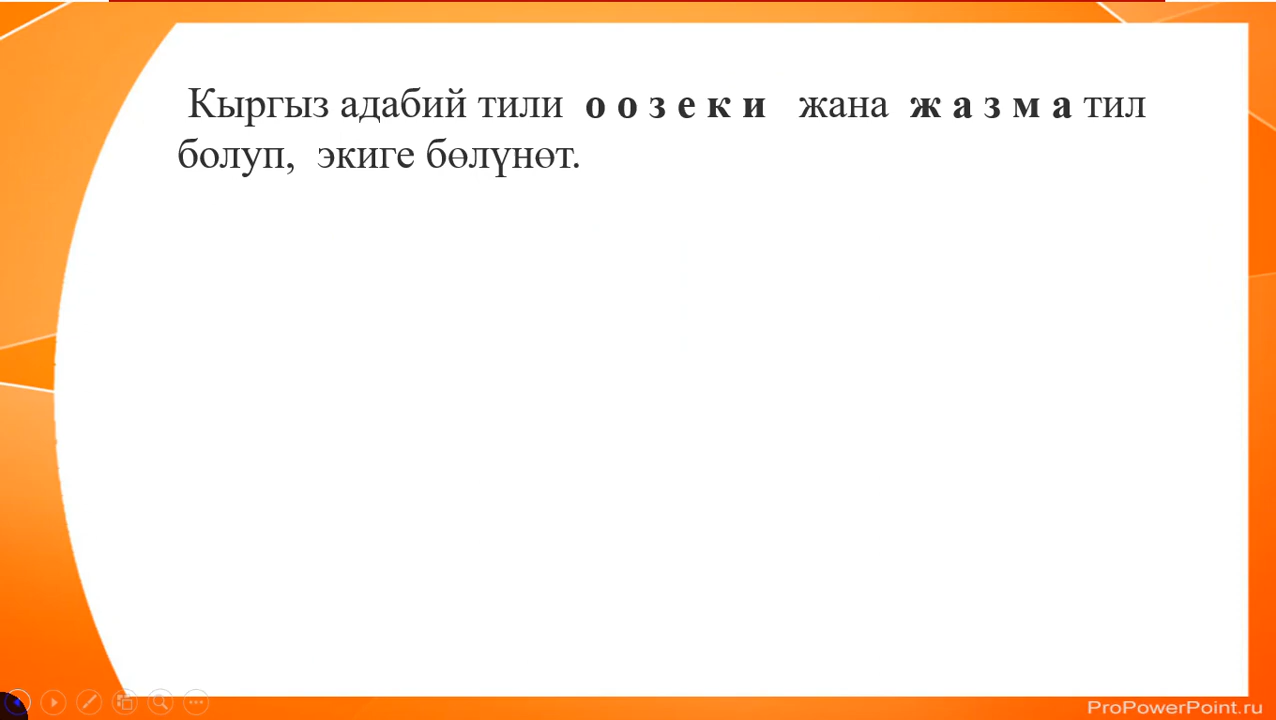 Кыргыз адабий тили о о з е к и жана ж а з м а тил
болуп, экиге бөлүнөт.
ProPowerPoint.ru